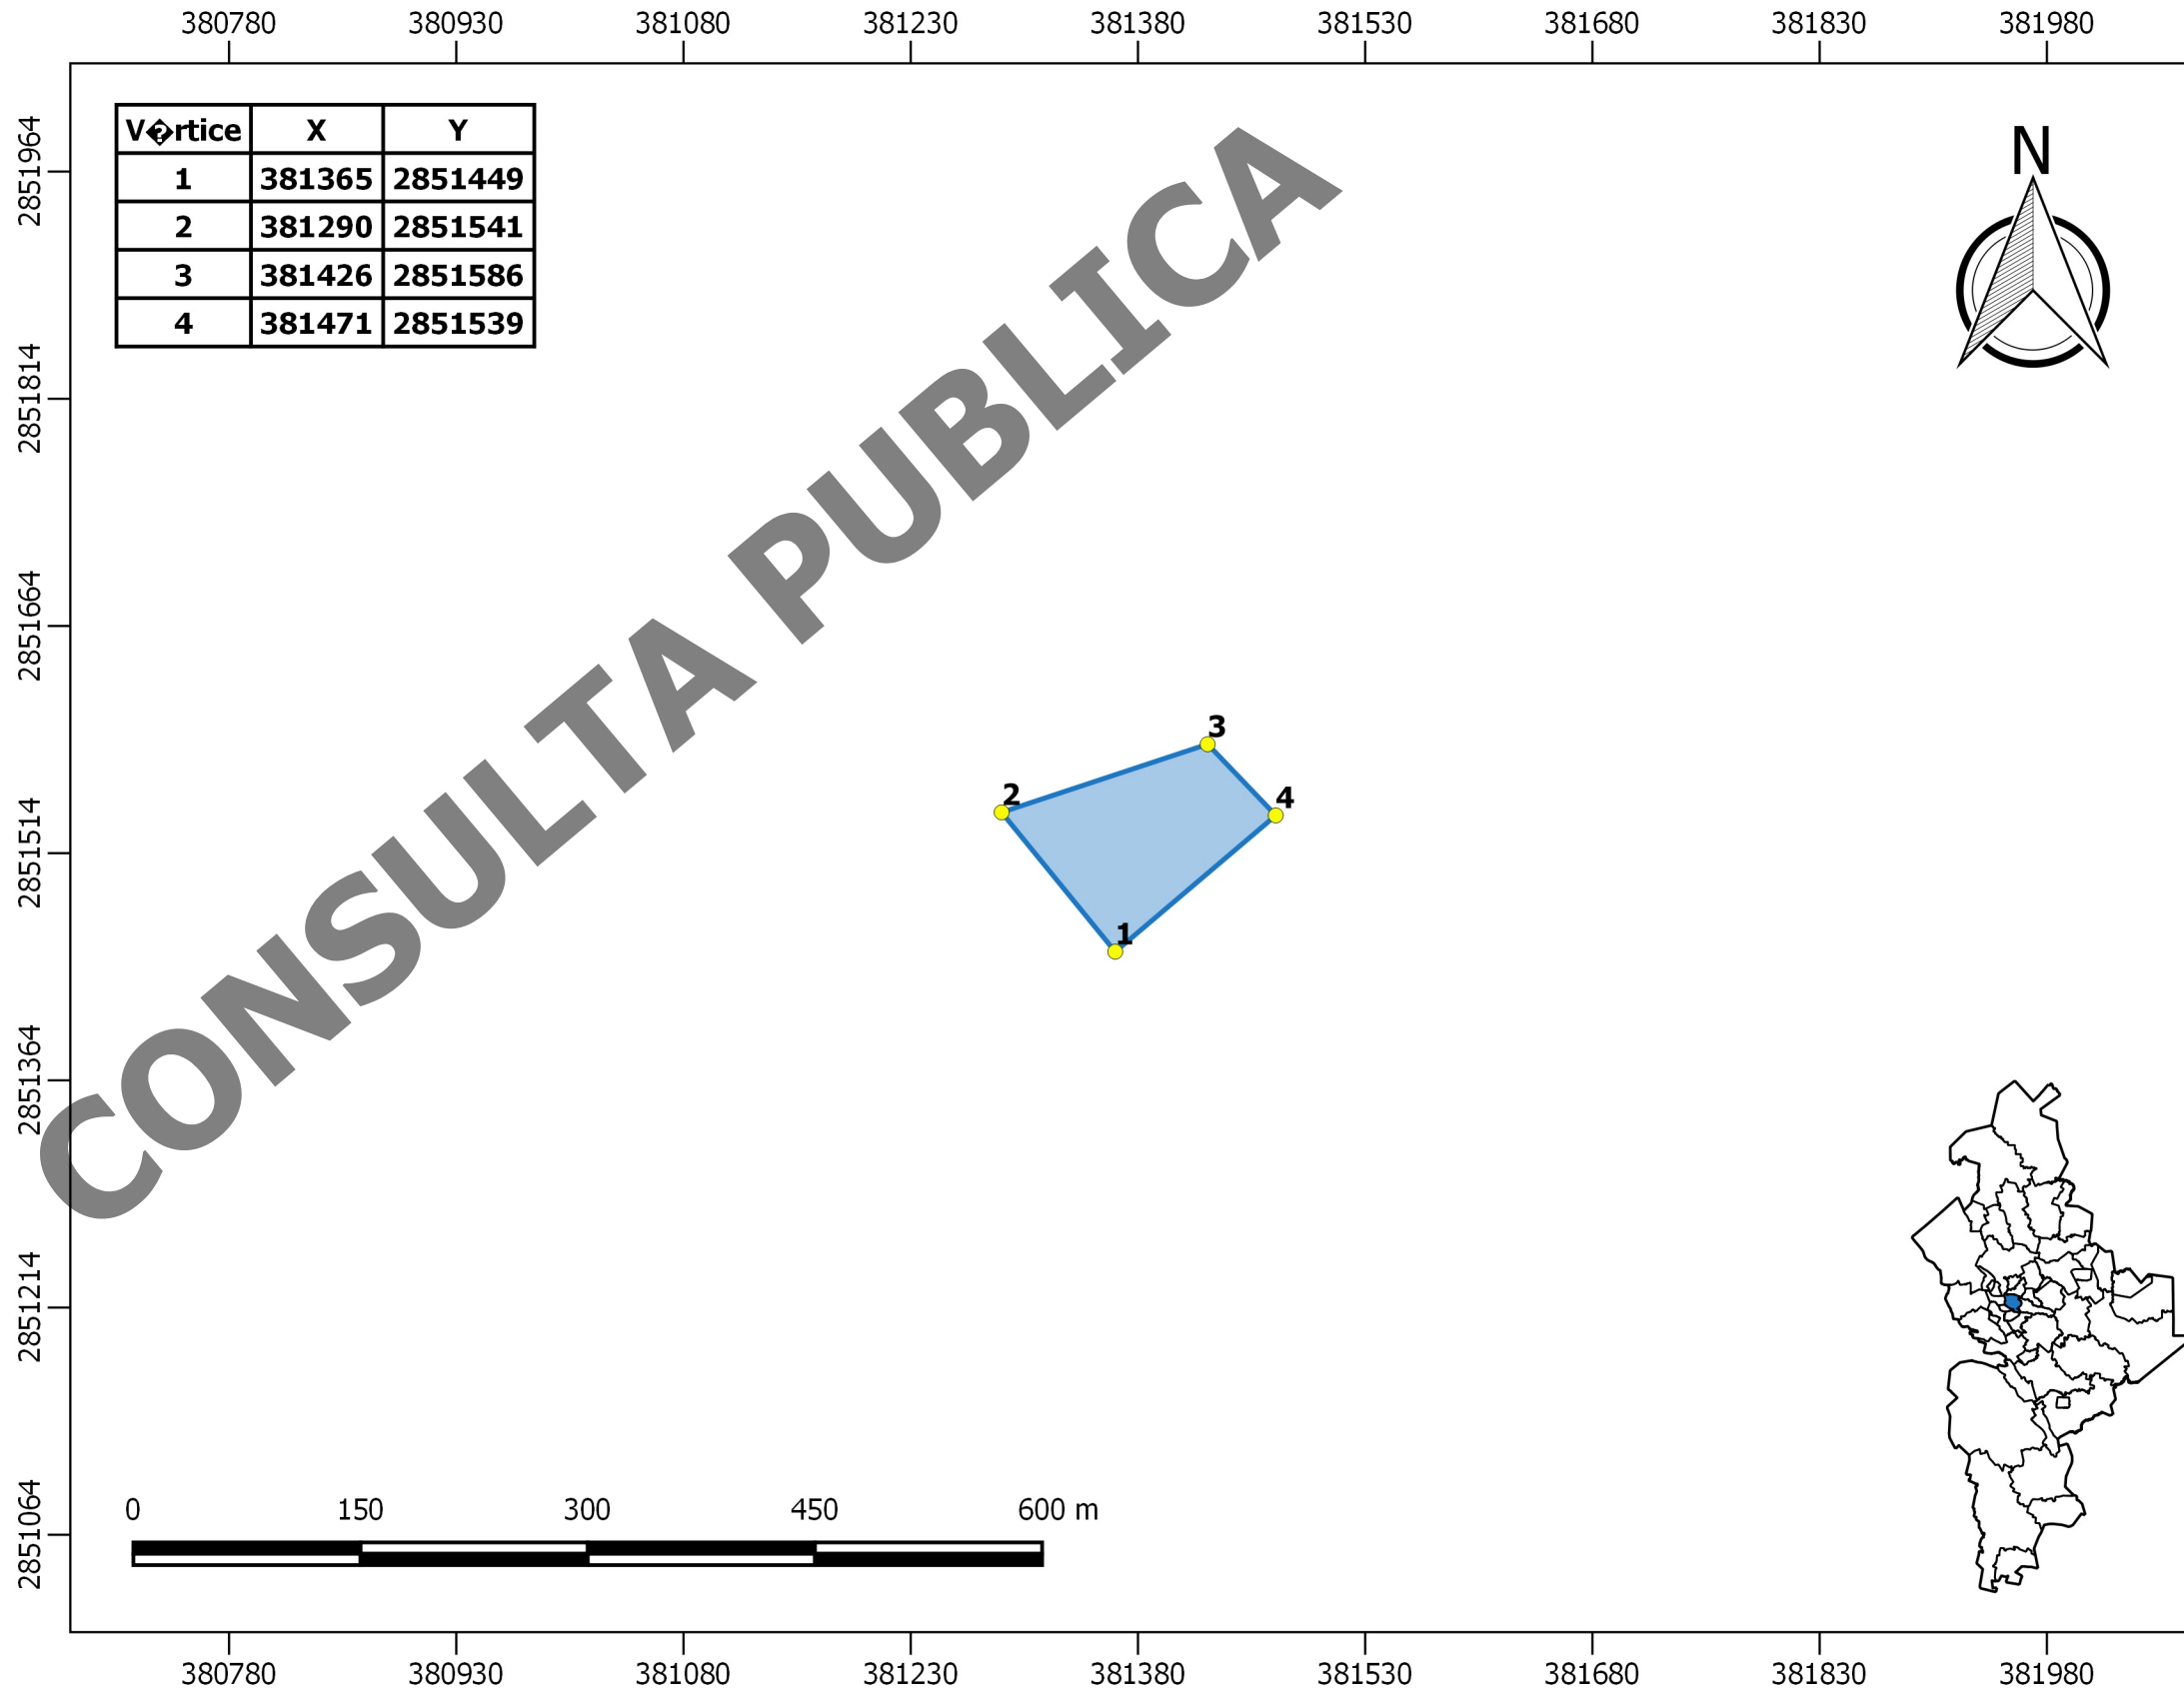 380780 380930 381080 381230 381380 381530 381680 381830 381980
V�rtice X Y
1 381365 2851449
2 381290 2851541
3 381426 2851586
4 381471 2851539
N
2851964
2851814
2851664
2851514
2851364
2851214
2851064
CONSULTA PUBLICA
3
2
4
1
0 150 300 450 600 m
380780 380930 381080 381230 381380 381530 381680 381830 381980